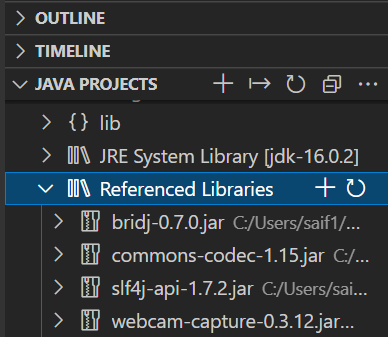 OUTLINE
TIMELINE
JAVA PROJECTS
{} lib
JRE System Library [jdk-16.0.2]
Referenced Libraries
bridj-0.7.0.jar C:/Users/saif1/...
commons-codec-1.15.jar C:/...
slf4j-api-1.7.2.jar C:/Users/sai...
webcam-capture-0.3.12.jar...